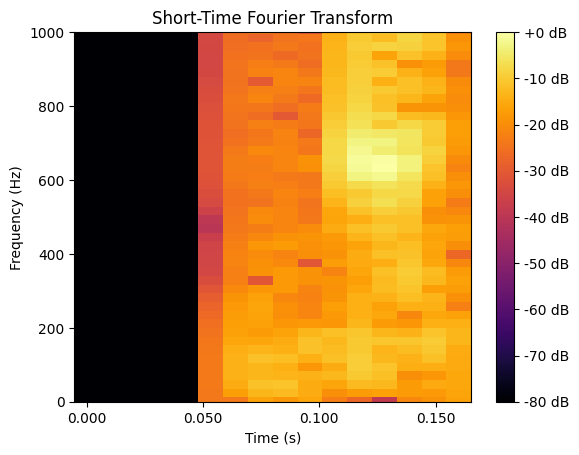 Short-Time Fourier Transform
Frequency (Hz)
1000
800
600
400
200
0
0.000
0.050
0.100
0.150
Time (s)
+0 dB
-10 dB
-20 dB
-30 dB
-40 dB
-50 dB
-60 dB
-70 dB
-80 dB